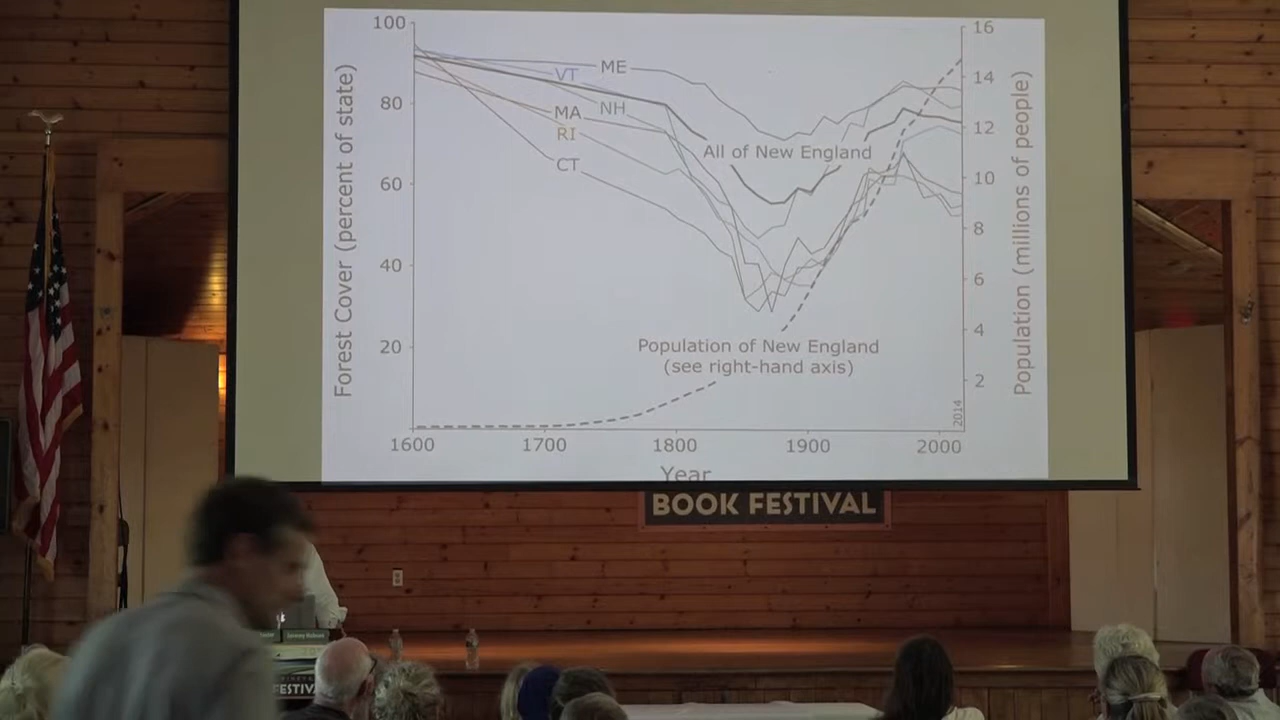 100
80
60
40
20
Forest Cover (percent of state)
16
14
12
10
8
6
4
2
Population (millions of people)
ME
VT
NH
MA
RI
CT
All of New England
Population of New England
(see right-hand axis)
2014
1600
1700
1800
1900
2000
Year
BOOK FESTIVAL